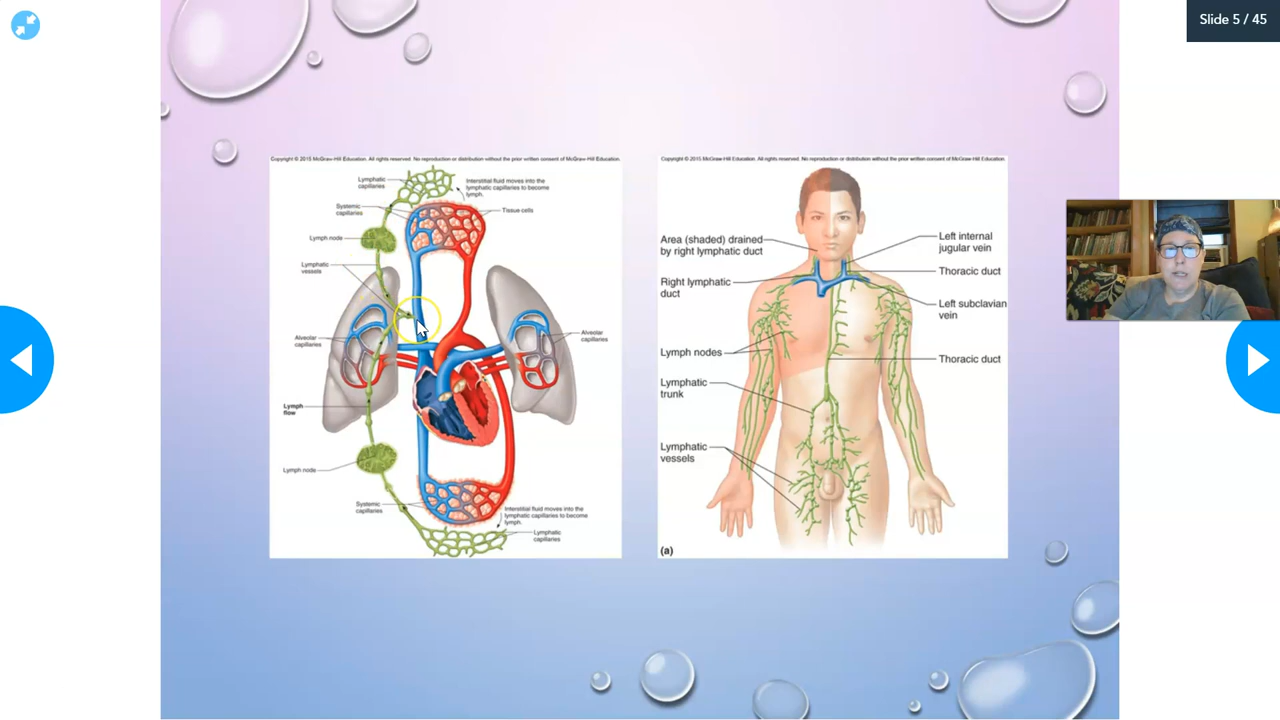 Slide 5 / 45
Copyright © 2015 McGraw-Hill Education. All rights reserved. No reproduction or distribution without the prior written consent of McGraw-Hill Education.
Lymphatic
capillaries
Interstitial fluid moves into the
lymphatic capillaries to become
lymph.
Systemic
capillaries
Tissue cells
Lymph node
Lymphatic
vessels
Alveolar
capillaries
Alveolar
capillaries
Lymph
flow
Lymph node
Systemic
capillaries
Interstitial fluid moves into the
lymphatic capillaries to become
lymph.
Lymphatic
capillaries
Copyright © 2015 McGraw-Hill Education. All rights reserved. No reproduction or distribution without the prior written consent of McGraw-Hill Education.
Area (shaded) drained
by right lymphatic duct
Left internal
jugular vein
Thoracic duct
Right lymphatic
duct
Left subclavian
vein
Lymph nodes
Thoracic duct
Lymphatic
trunk
Lymphatic
vessels
(a)